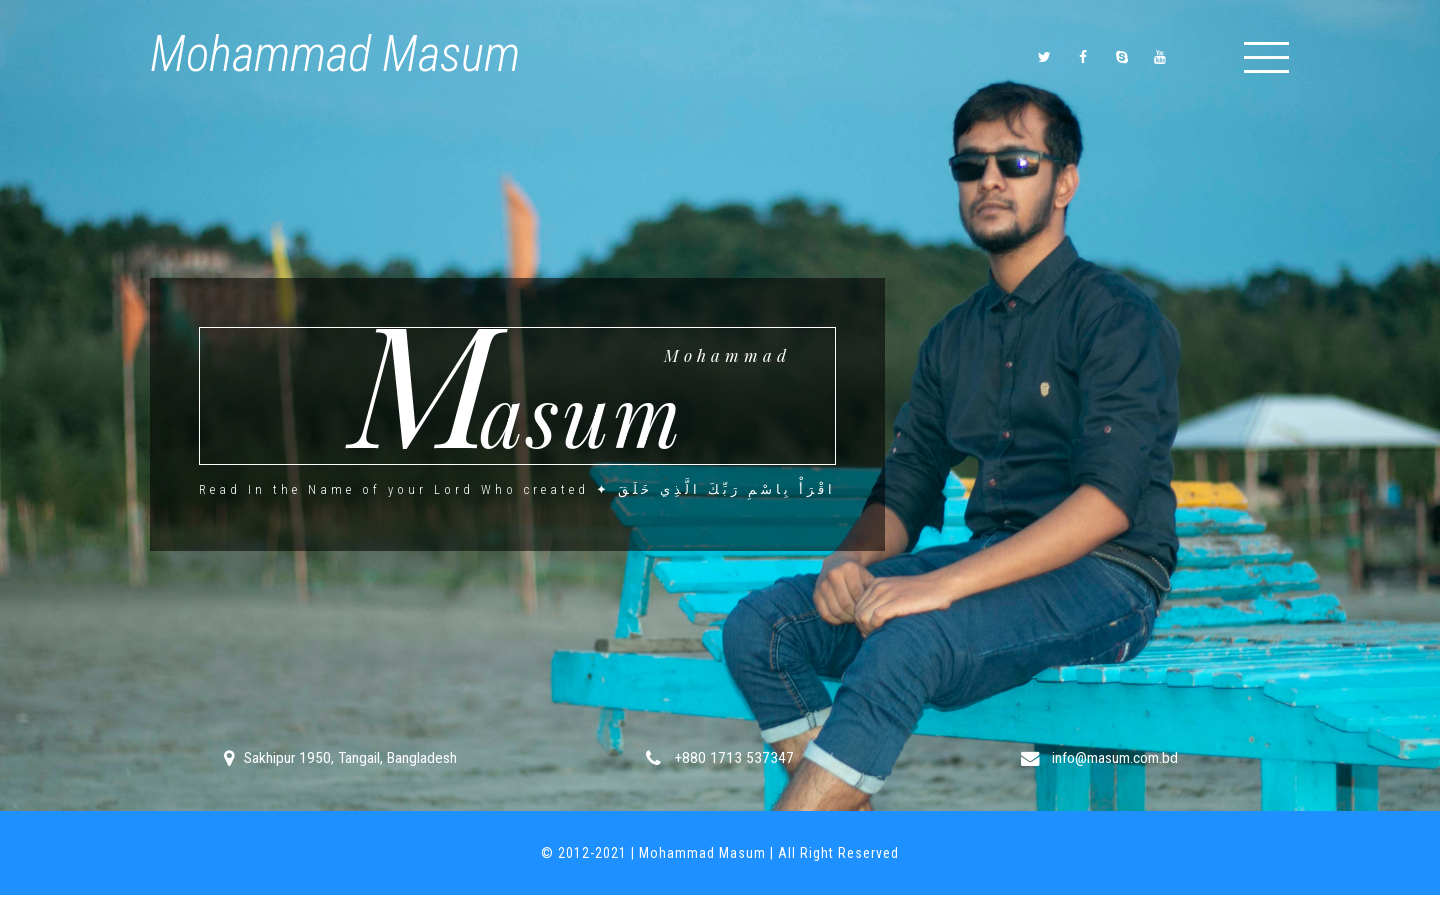 Mohammad Masum
Mohammad
Masum
Read In the Name of your Lord Who created ✦ اقْرَأْ بِاسْمِ رَبِّكَ الَّذِي خَلَقَ
Sakhipur 1950, Tangail, Bangladesh
+880 1713 537347
info@masum.com.bd
© 2012-2021 | Mohammad Masum | All Right Reserved